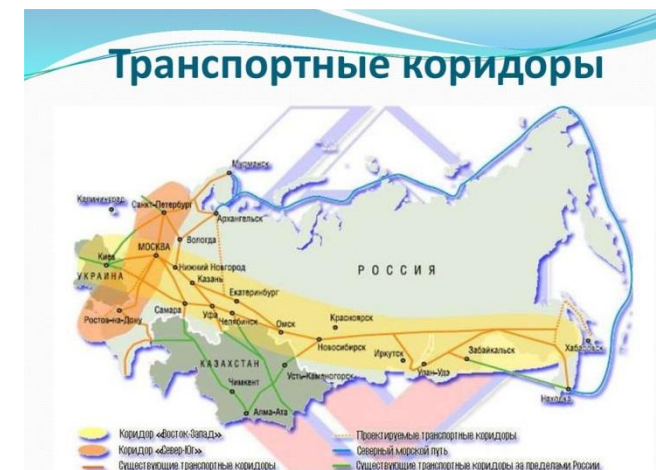 Транспортные коридоры
Мурманск
Калининград
Санкт-Петербург
Архангельск
Вологда
МОСКВА
Киев
УКРАИНА
Нижний Новгород
Казань
РОССИЯ
Екатеринбург
Ростов-на-Дону
Самара
Уфа
Челябинск
Омск
Красноярск
Новосибирск
Иркутск
Улан-Удэ
Забайкальск
Хабаровск
КАЗАХСТАН
Усть-Каменогорск
Чимкент
Алма-Ата
Находка
Коридор «Восток-Запад»
Коридор «Север-Юг»
Существующие транспортные коридоры
Проектируемые транспортные коридоры
Северный морской путь
Существующие транспортные коридоры за пределами России.